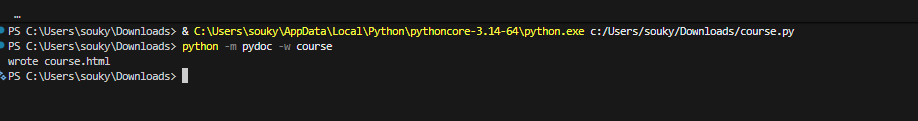 ...
PS C:\Users\souky\Downloads> & C:\Users\souky\AppData\Local\Python\pythoncore-3.14-64\python.exe c:/Users/souky/Downloads/course.py
PS C:\Users\souky\Downloads> python -m pydoc -w course
wrote course.html
PS C:\Users\souky\Downloads>